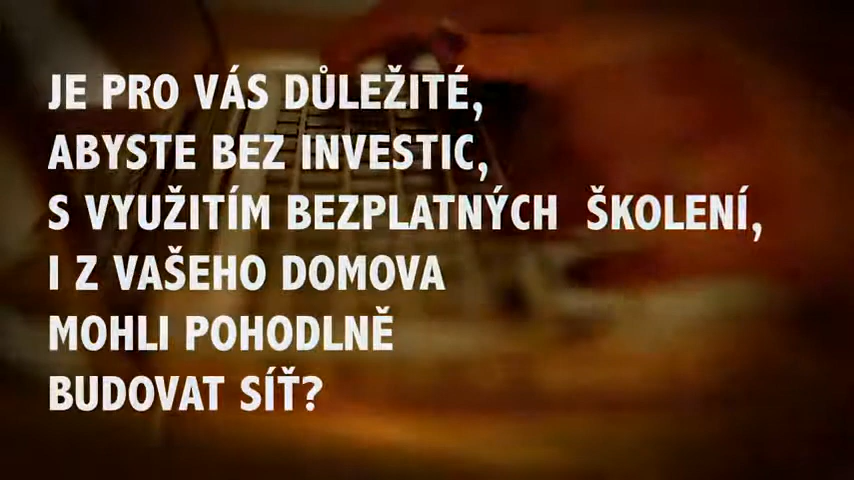 JE PRO VÁS DŮLEŽITÉ,
ABYSTE BEZ INVESTIC,
S VYUŽITÍM BEZPLATNÝCH ŠKOLENÍ,
I Z VAŠEHO DOMOVA
MOHLI POHODLNĚ
BUDOVAT SÍŤ?